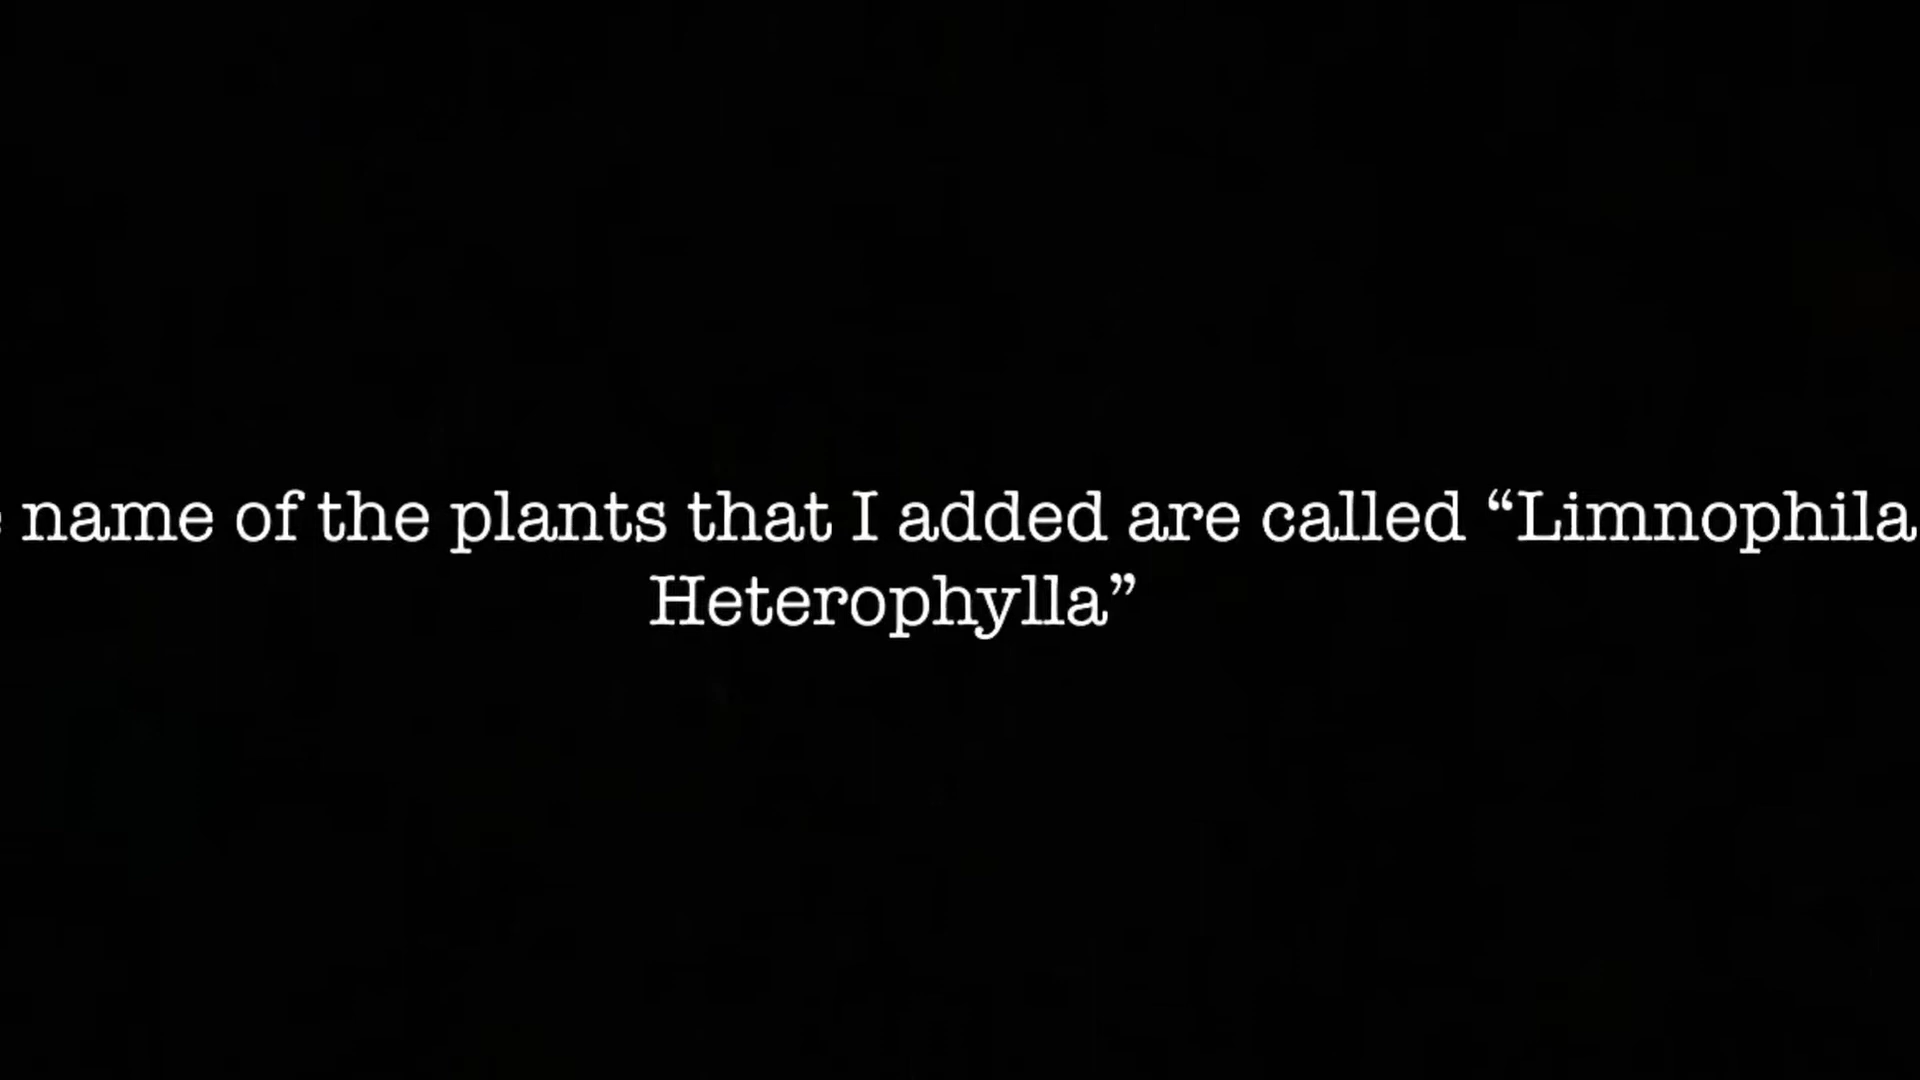 name of the plants that I added are called “Limnophila
Heterophylla”